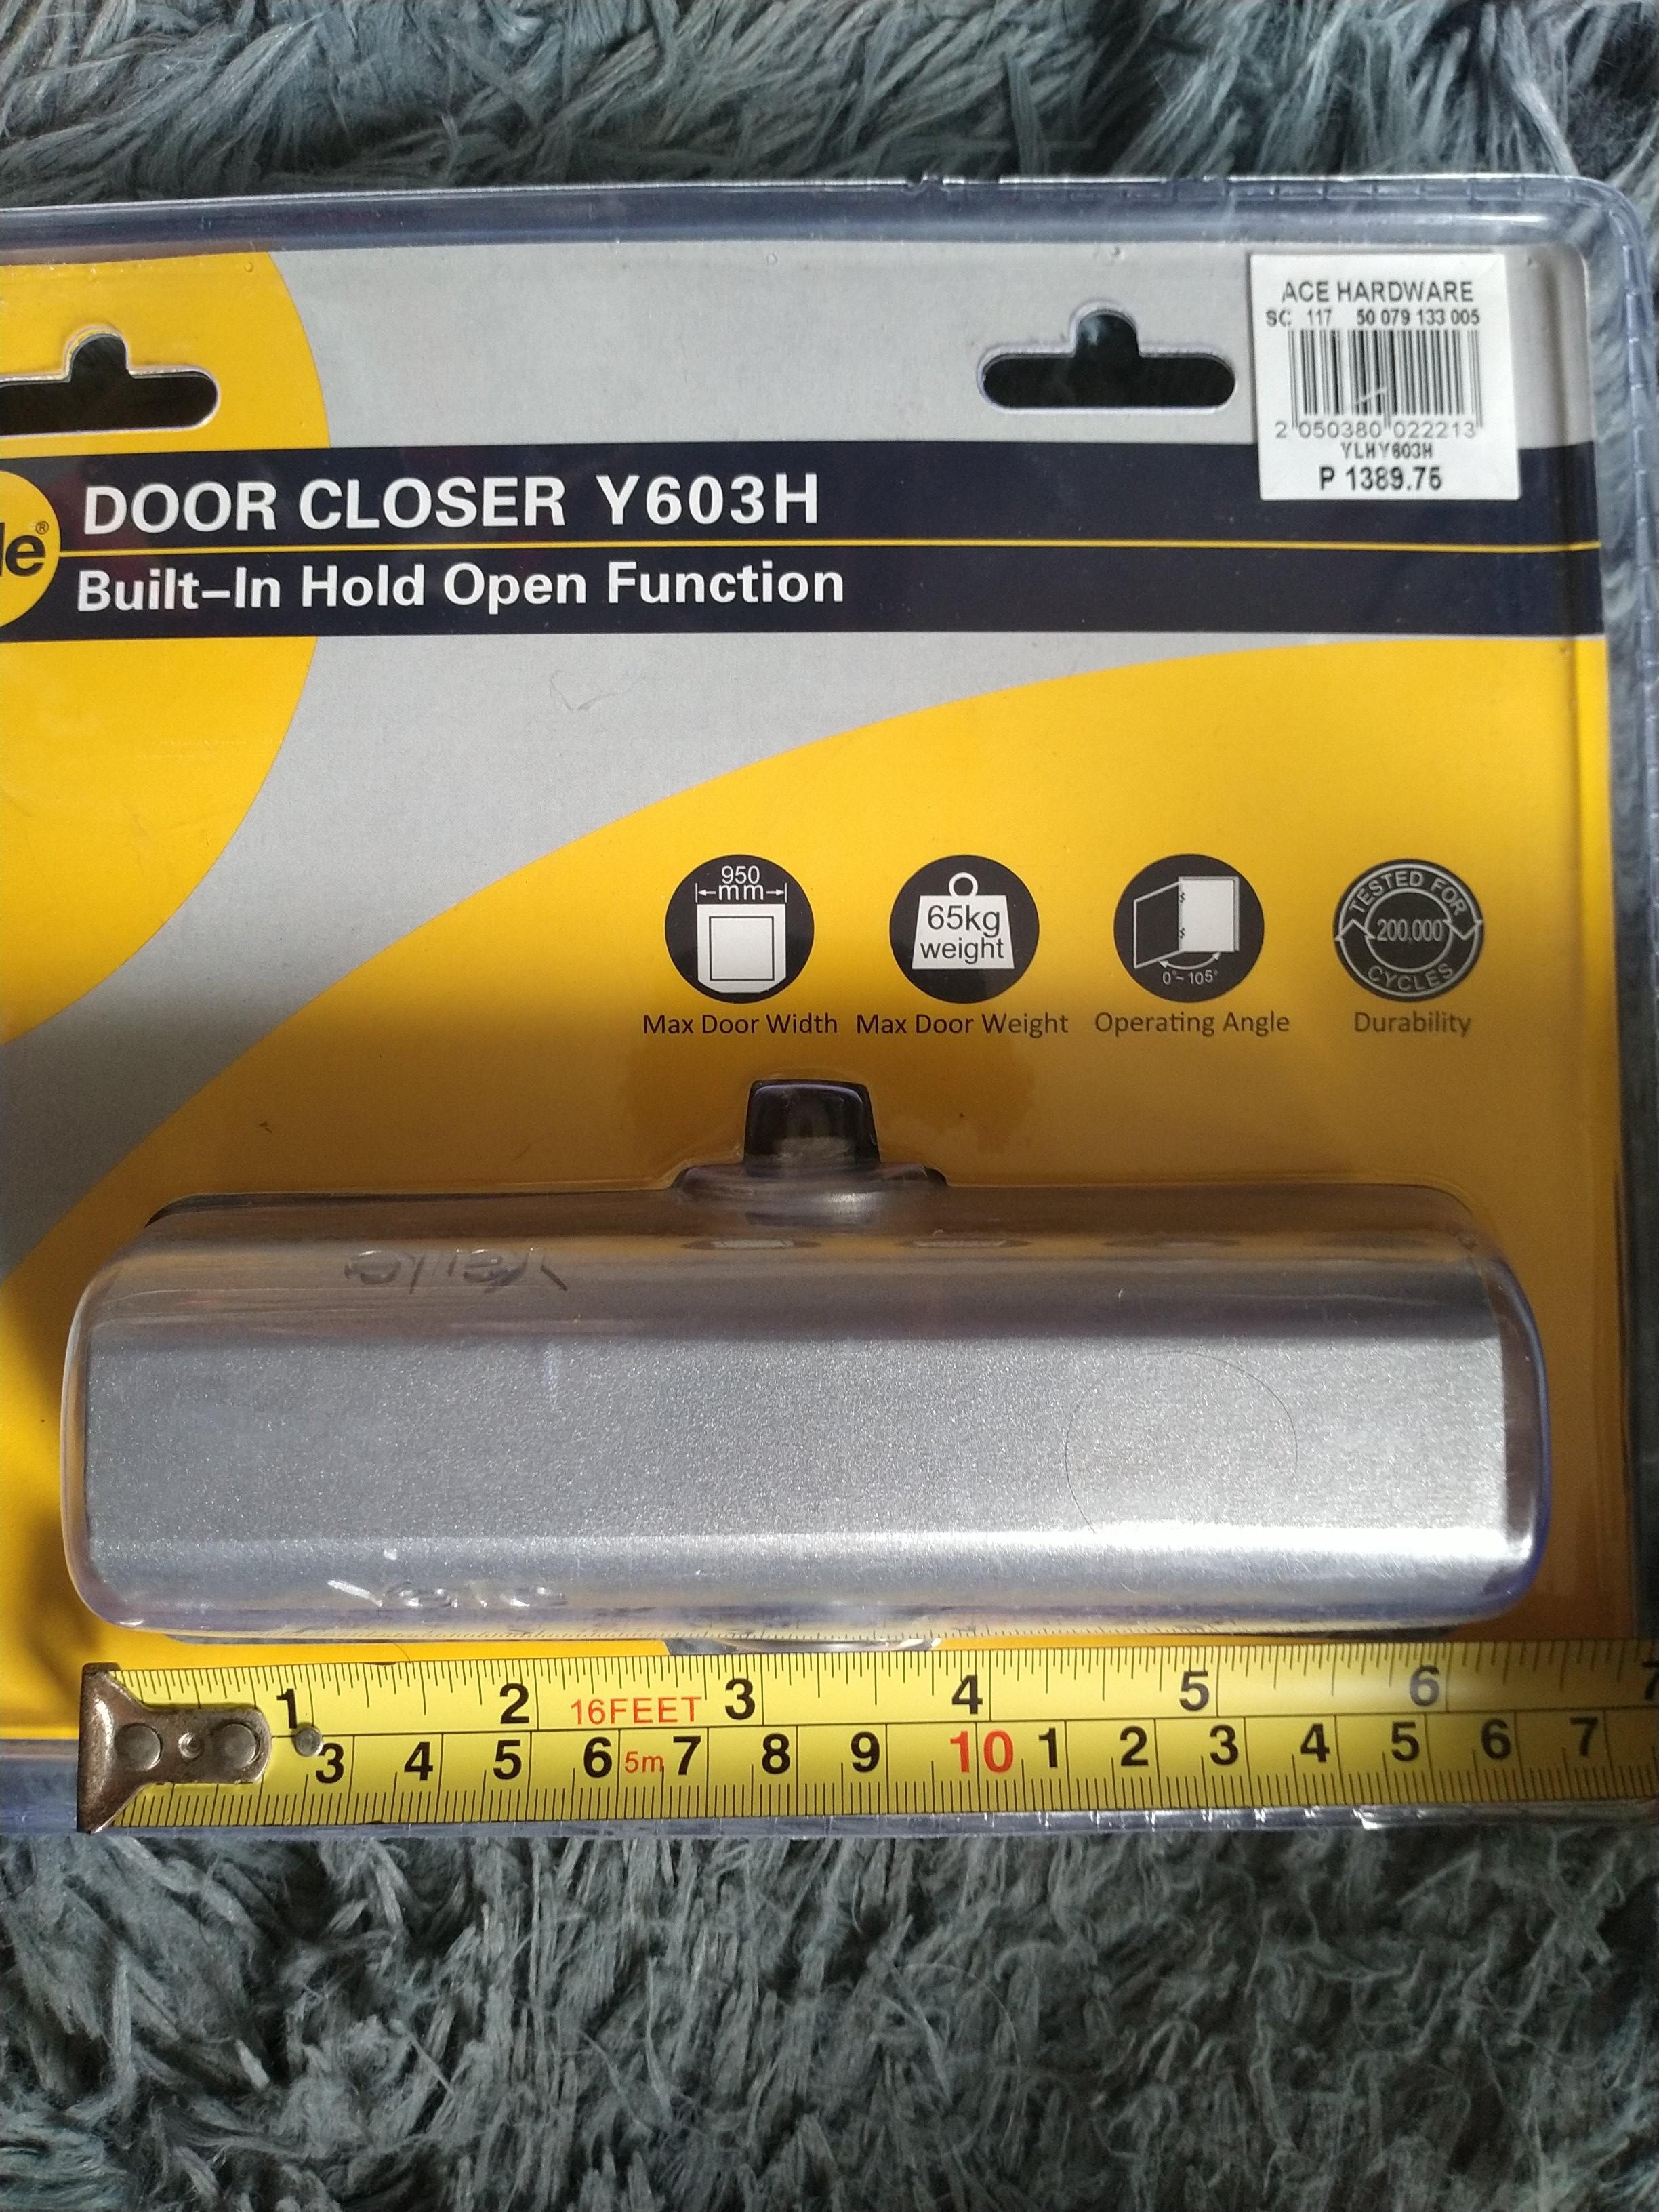 ACE HARDWARE
SC 117 50 079 133 005
2 050380 022213
YLHY603H
P 1389.75
le®
DOOR CLOSER Y603H
Built-In Hold Open Function
950
mm
65kg
weight
0°~105°
TESTED FOR
200,000
CYCLES
Max Door Width
Max Door Weight
Operating Angle
Durability
Yale
1 2 16FEET 3 4 5 6 7
3 4 5 6 5m 7 8 9 10 1 2 3 4 5 6 7